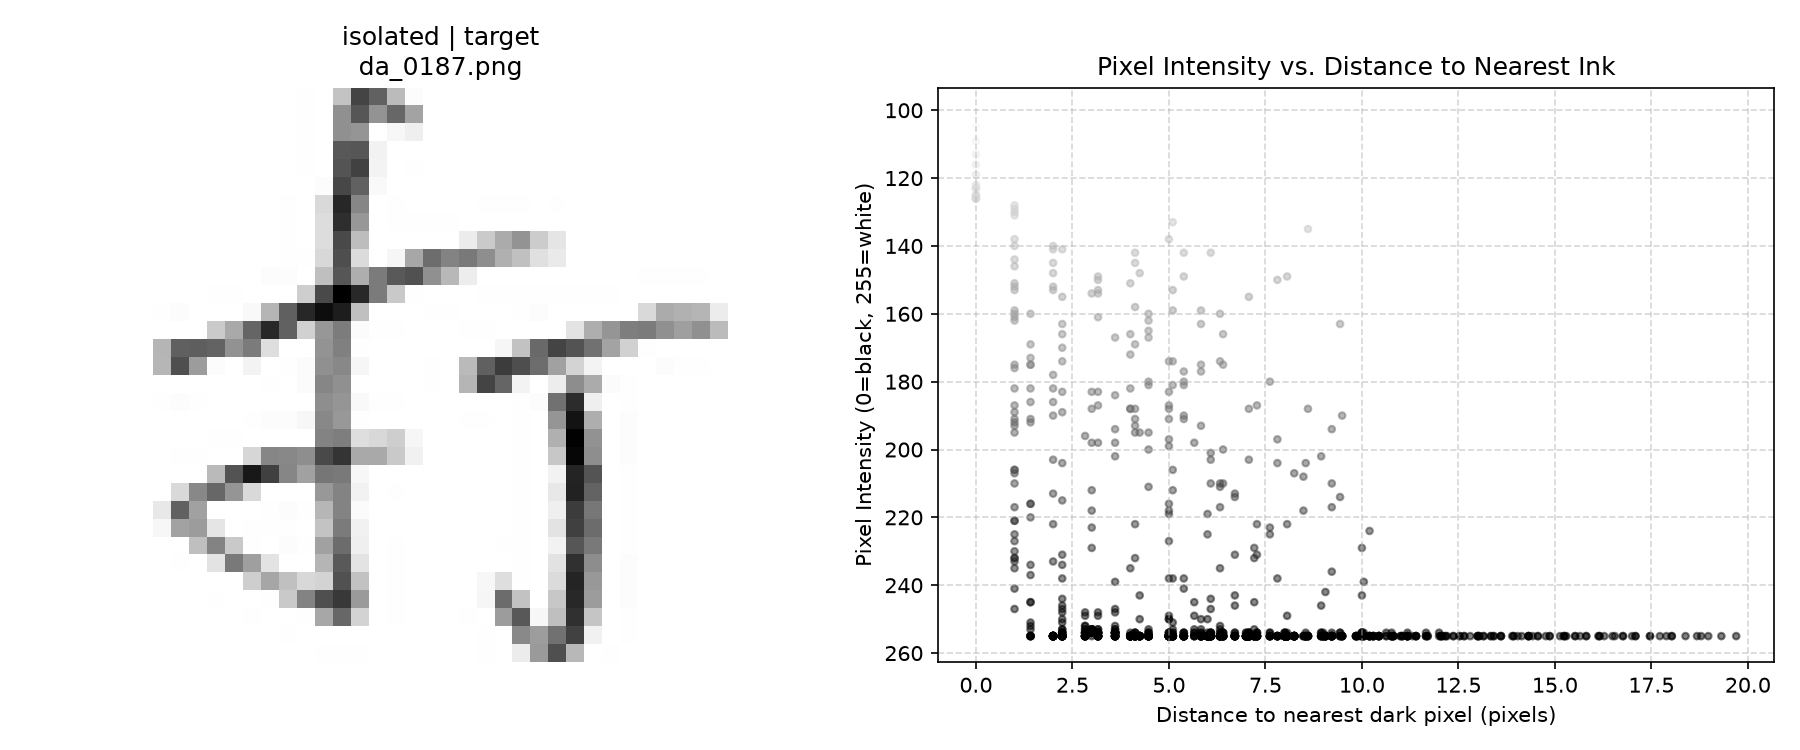 isolated | target
da_0187.png
打
Pixel Intensity vs. Distance to Nearest Ink
Pixel Intensity (0=black, 255=white)
100
120
140
160
180
200
220
240
260
0.0 2.5 5.0 7.5 10.0 12.5 15.0 17.5 20.0
Distance to nearest dark pixel (pixels)